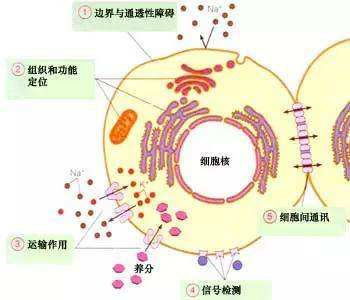 ① 边界与通透性障碍
Na⁺
② 组织和功能
定位
细胞核
Na⁺
K⁺
⑤ 细胞间通讯
③ 运输作用
养分
④ 信号检测